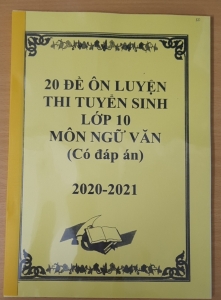 20 ĐỀ ÔN LUYỆN
THI TUYỂN SINH
LỚP 10
MÔN NGỮ VĂN
(Có đáp án)
2020-2021